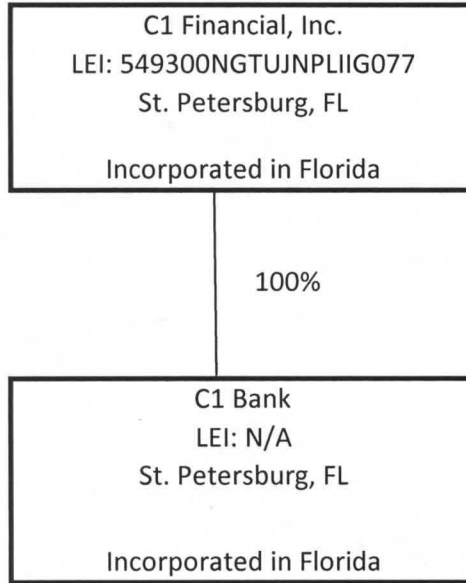 C1 Financial, Inc.
LEI: 549300NGTUJNPLIIG077
St. Petersburg, FL
Incorporated in Florida
100%
C1 Bank
LEI: N/A
St. Petersburg, FL
Incorporated in Florida